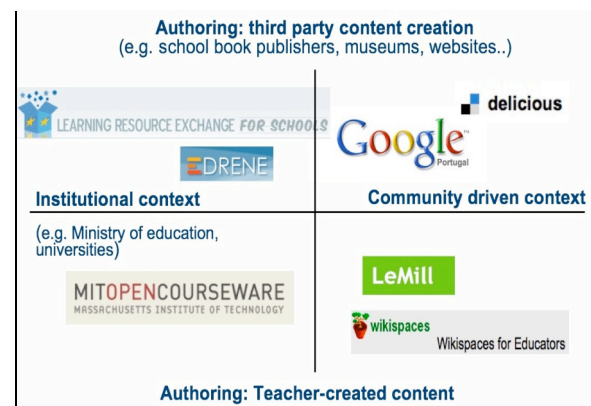 Authoring: third party content creation
(e.g. school book publishers, museums, websites..)
delicious
LEARNING RESOURCE EXCHANGE FOR SCHOOLS
Google
Portugal
EDRENE
Institutional context
Community driven context
(e.g. Ministry of education,
universities)
LeMill
MITOPENCOURSEWARE
MASSACHUSETTS INSTITUTE OF TECHNOLOGY
wikispaces
Wikispaces for Educators
Authoring: Teacher-created content